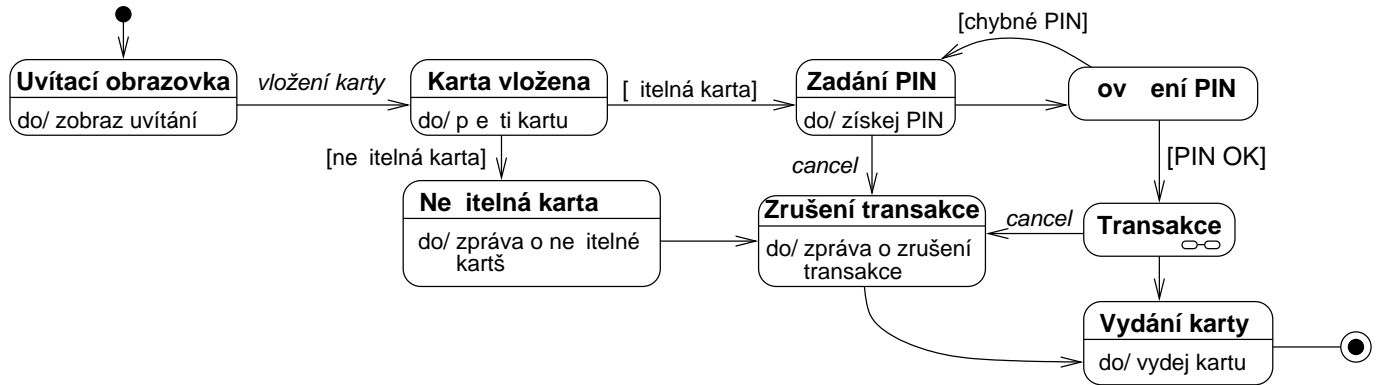 [chybné PIN]
Uvítací obrazovka
vložení karty
Karta vložena
[ itelná karta]
Zadání PIN
ov ení PIN
do/ zobraz uvítání
do/ p e ti kartu
do/ získej PIN
[ne itelná karta]
cancel
[PIN OK]
Ne itelná karta
Zrušení transakce
cancel
Transakce
do/ zpráva o ne itelné
kartš
do/ zpráva o zrušení
transakce
Vydání karty
do/ vydej kartu